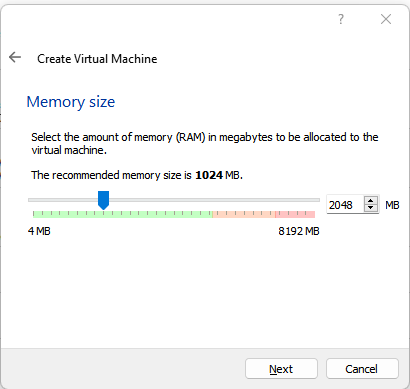 ?
Create Virtual Machine
Memory size
Select the amount of memory (RAM) in megabytes to be allocated to the
virtual machine.
The recommended memory size is 1024 MB.
2048 MB
4 MB 8192 MB
Next Cancel